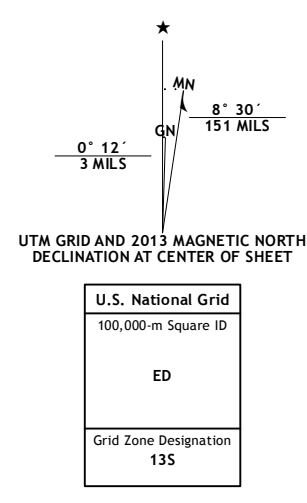 ★
MN
8° 30´
151 MILS
GN
0° 12´
3 MILS
UTM GRID AND 2013 MAGNETIC NORTH
DECLINATION AT CENTER OF SHEET
U.S. National Grid
100,000-m Square ID
ED
Grid Zone Designation
13S